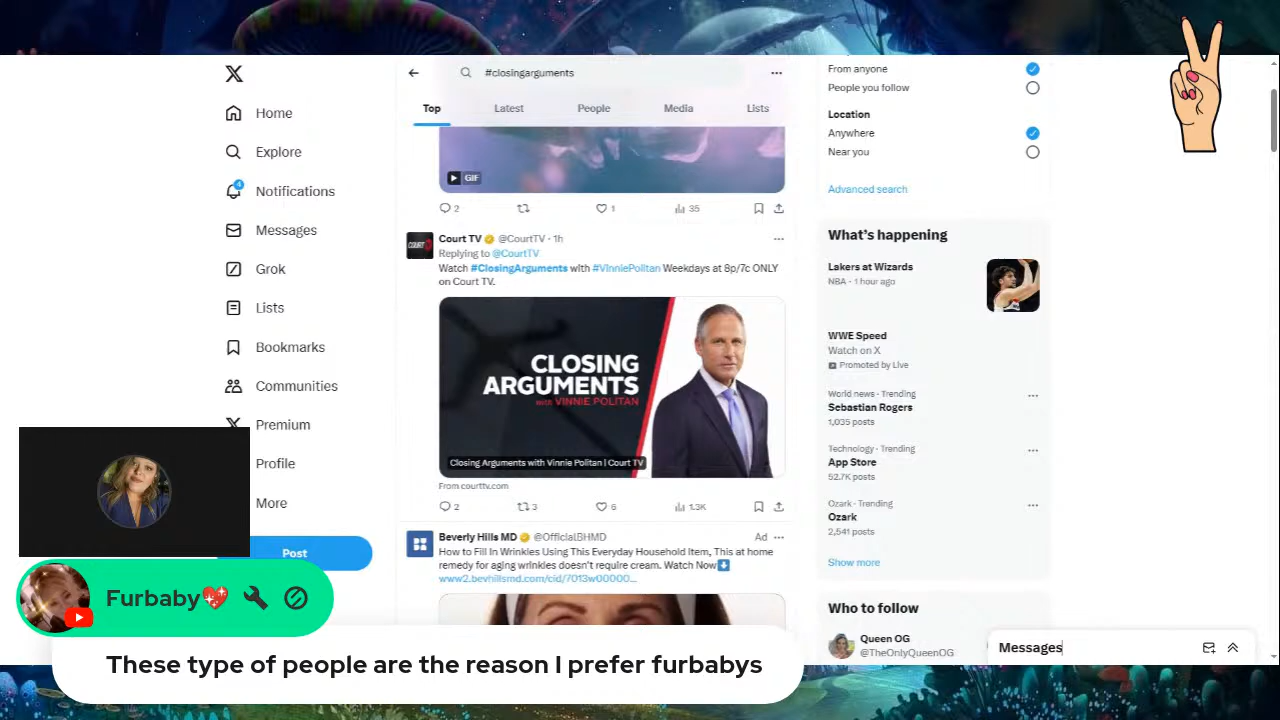 Home
Explore
4
Notifications
Messages
Grok
Lists
Bookmarks
Communities
Premium
Profile
More
Post
#closingarguments
Top Latest People Media Lists
GIF
2 1 35
Court TV @CourtTV · 1h
Replying to @CourtTV
Watch #ClosingArguments with #VinniePolitan Weekdays at 8p/7c ONLY
on Court TV.
CLOSING
ARGUMENTS
with VINNIE POLITAN
Closing Arguments with Vinnie Politan | Court TV
From courttv.com
2 3 6 1.3K
Beverly Hills MD @OfficialBHMD Ad
How to Fill In Wrinkles Using This Everyday Household Item, This at home
remedy for aging wrinkles doesn't require cream. Watch Now
www2.bevhillsmd.com/cid/7013w00000...
From anyone
People you follow
Location
Anywhere
Near you
Advanced search
What's happening
Lakers at Wizards
NBA · 1 hour ago
WWE Speed
Watch on X
Promoted by Live
World news · Trending
Sebastian Rogers
1,035 posts
Technology · Trending
App Store
52.7K posts
Ozark · Trending
Ozark
2,541 posts
Show more
Who to follow
Queen OG
@TheOnlyQueenOG
Messages
Furbaby💖
These type of people are the reason I prefer furbabys